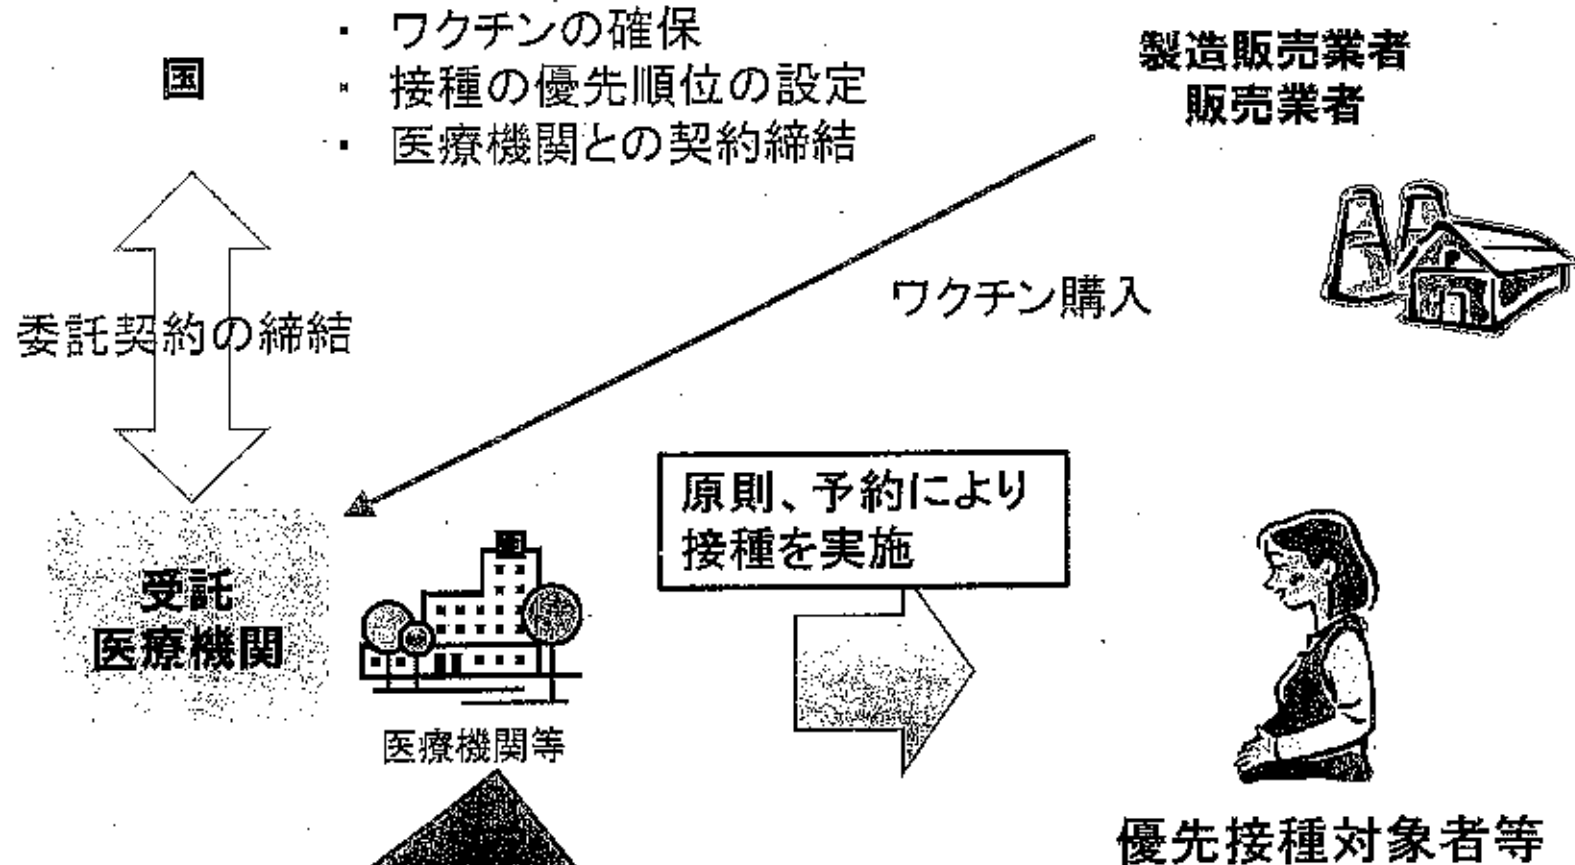 国
・ ワクチンの確保
・ 接種の優先順位の設定
・ 医療機関との契約締結
製造販売業者
販売業者
委託契約の締結
ワクチン購入
原則、予約により
接種を実施
受託
医療機関
医療機関等
優先接種対象者等